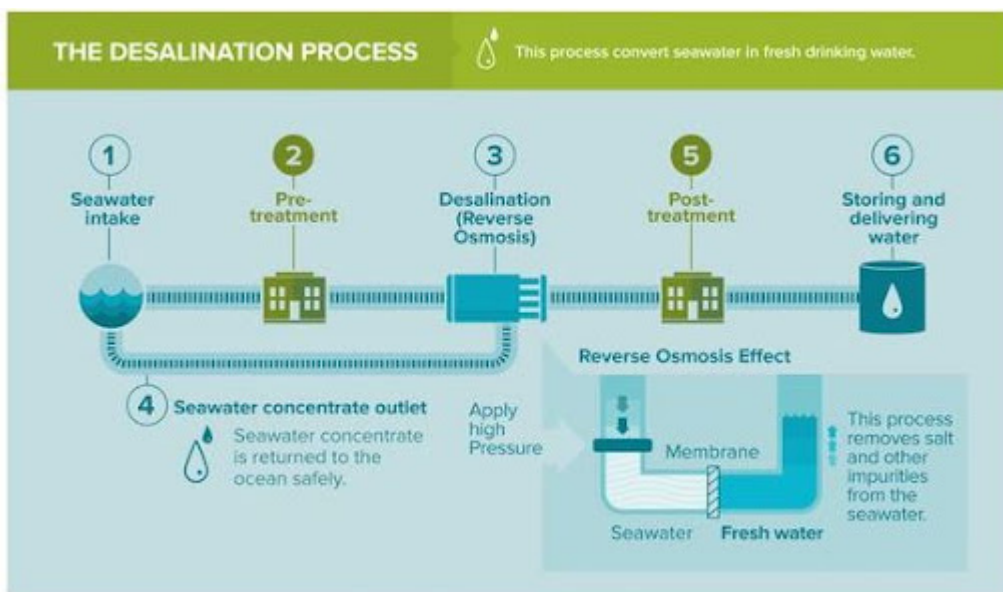 THE DESALINATION PROCESS
This process convert seawater in fresh drinking water.
1
Seawater
intake
2
Pre-
treatment
3
Desalination
(Reverse
Osmosis)
5
Post-
treatment
6
Storing and
delivering
water
4
Seawater concentrate outlet
Seawater concentrate
is returned to the
ocean safely.
Reverse Osmosis Effect
Apply
high
Pressure
Membrane
Seawater
Fresh water
This process
removes salt
and other
impurities
from the
seawater.